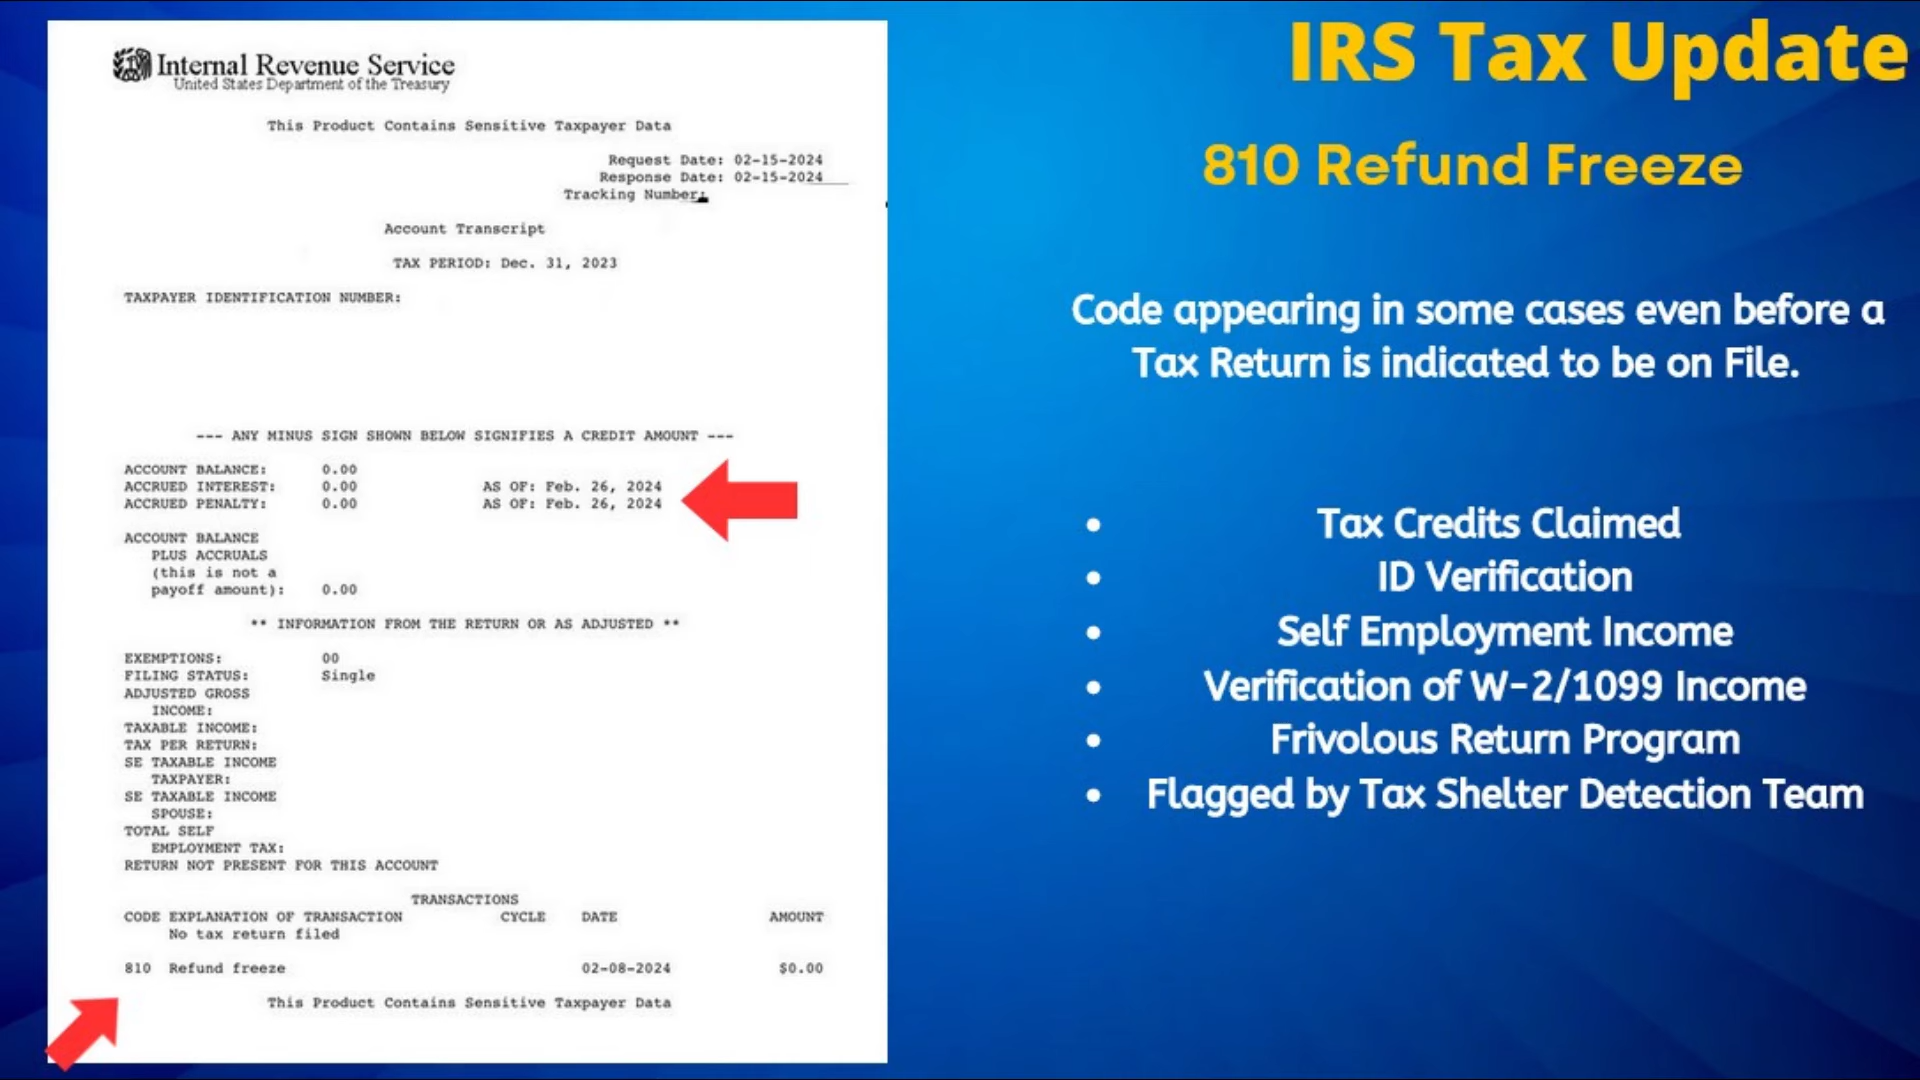 Internal Revenue Service
United States Department of the Treasury
This Product Contains Sensitive Taxpayer Data
Request Date: 02-15-2024
Response Date: 02-15-2024
Tracking Number:
Account Transcript
TAX PERIOD: Dec. 31, 2023
TAXPAYER IDENTIFICATION NUMBER:
--- ANY MINUS SIGN SHOWN BELOW SIGNIFIES A CREDIT AMOUNT ---
ACCOUNT BALANCE: 0.00
ACCRUED INTEREST: 0.00 AS OF: Feb. 26, 2024
ACCRUED PENALTY: 0.00 AS OF: Feb. 26, 2024
ACCOUNT BALANCE
PLUS ACCRUALS
(this is not a
payoff amount): 0.00
** INFORMATION FROM THE RETURN OR AS ADJUSTED **
EXEMPTIONS: 00
FILING STATUS: Single
ADJUSTED GROSS
INCOME:
TAXABLE INCOME:
TAX PER RETURN:
SE TAXABLE INCOME
TAXPAYER:
SE TAXABLE INCOME
SPOUSE:
TOTAL SELF
EMPLOYMENT TAX:
RETURN NOT PRESENT FOR THIS ACCOUNT
TRANSACTIONS
CODE EXPLANATION OF TRANSACTION CYCLE DATE AMOUNT
No tax return filed
810 Refund freeze 02-08-2024 $0.00
This Product Contains Sensitive Taxpayer Data
IRS Tax Update
810 Refund Freeze
Code appearing in some cases even before a
Tax Return is indicated to be on File.
• Tax Credits Claimed
• ID Verification
• Self Employment Income
• Verification of W-2/1099 Income
• Frivolous Return Program
• Flagged by Tax Shelter Detection Team